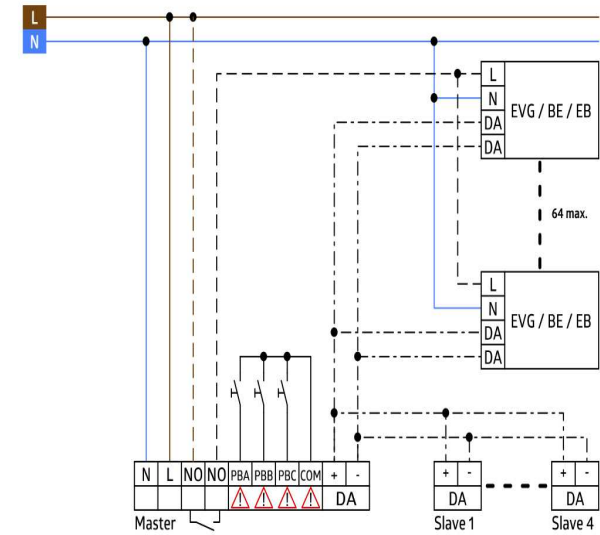 L
N
L
N
DA
DA
EVG / BE / EB
64 max.
L
N
DA
DA
EVG / BE / EB
N L NO NO PBA PBB PBC COM + -
DA
Master
+ -
DA
Slave 1
+ -
DA
Slave 4